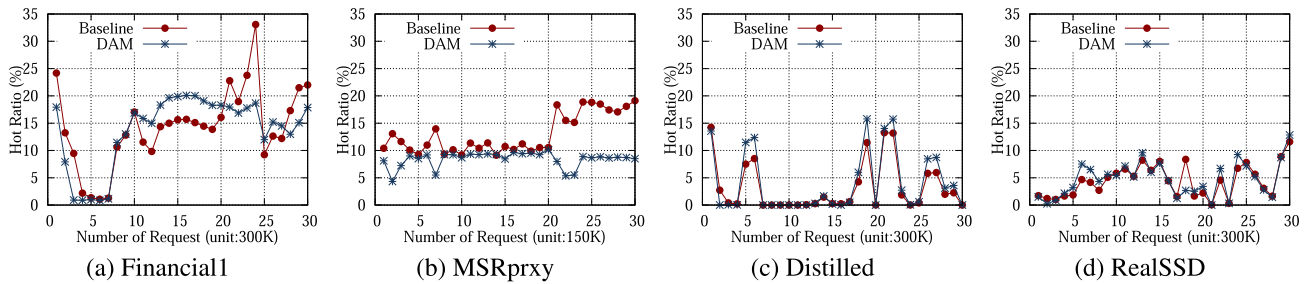 Baseline
DAM
Hot Ratio (%)
35
30
25
20
15
10
5
0
0 5 10 15 20 25 30
Number of Request (unit:300K)
(a) Financial1
Baseline
DAM
Hot Ratio (%)
35
30
25
20
15
10
5
0
0 5 10 15 20 25 30
Number of Request (unit:150K)
(b) MSRprxy
Baseline
DAM
Hot Ratio (%)
35
30
25
20
15
10
5
0
0 5 10 15 20 25 30
Number of Request (unit:300K)
(c) Distilled
Baseline
DAM
Hot Ratio (%)
35
30
25
20
15
10
5
0
0 5 10 15 20 25 30
Number of Request (unit:300K)
(d) RealSSD